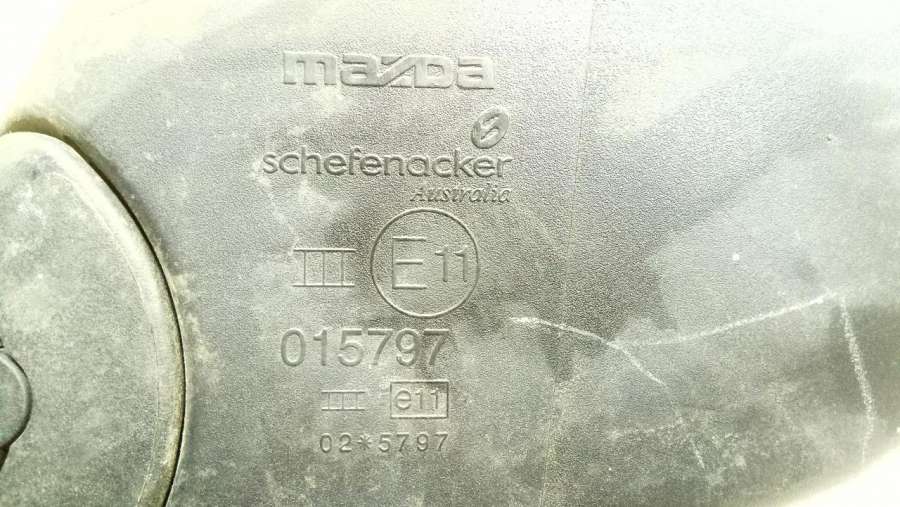 mazda
schefenacker
Australia
III E11
015797
III e11
02*5797